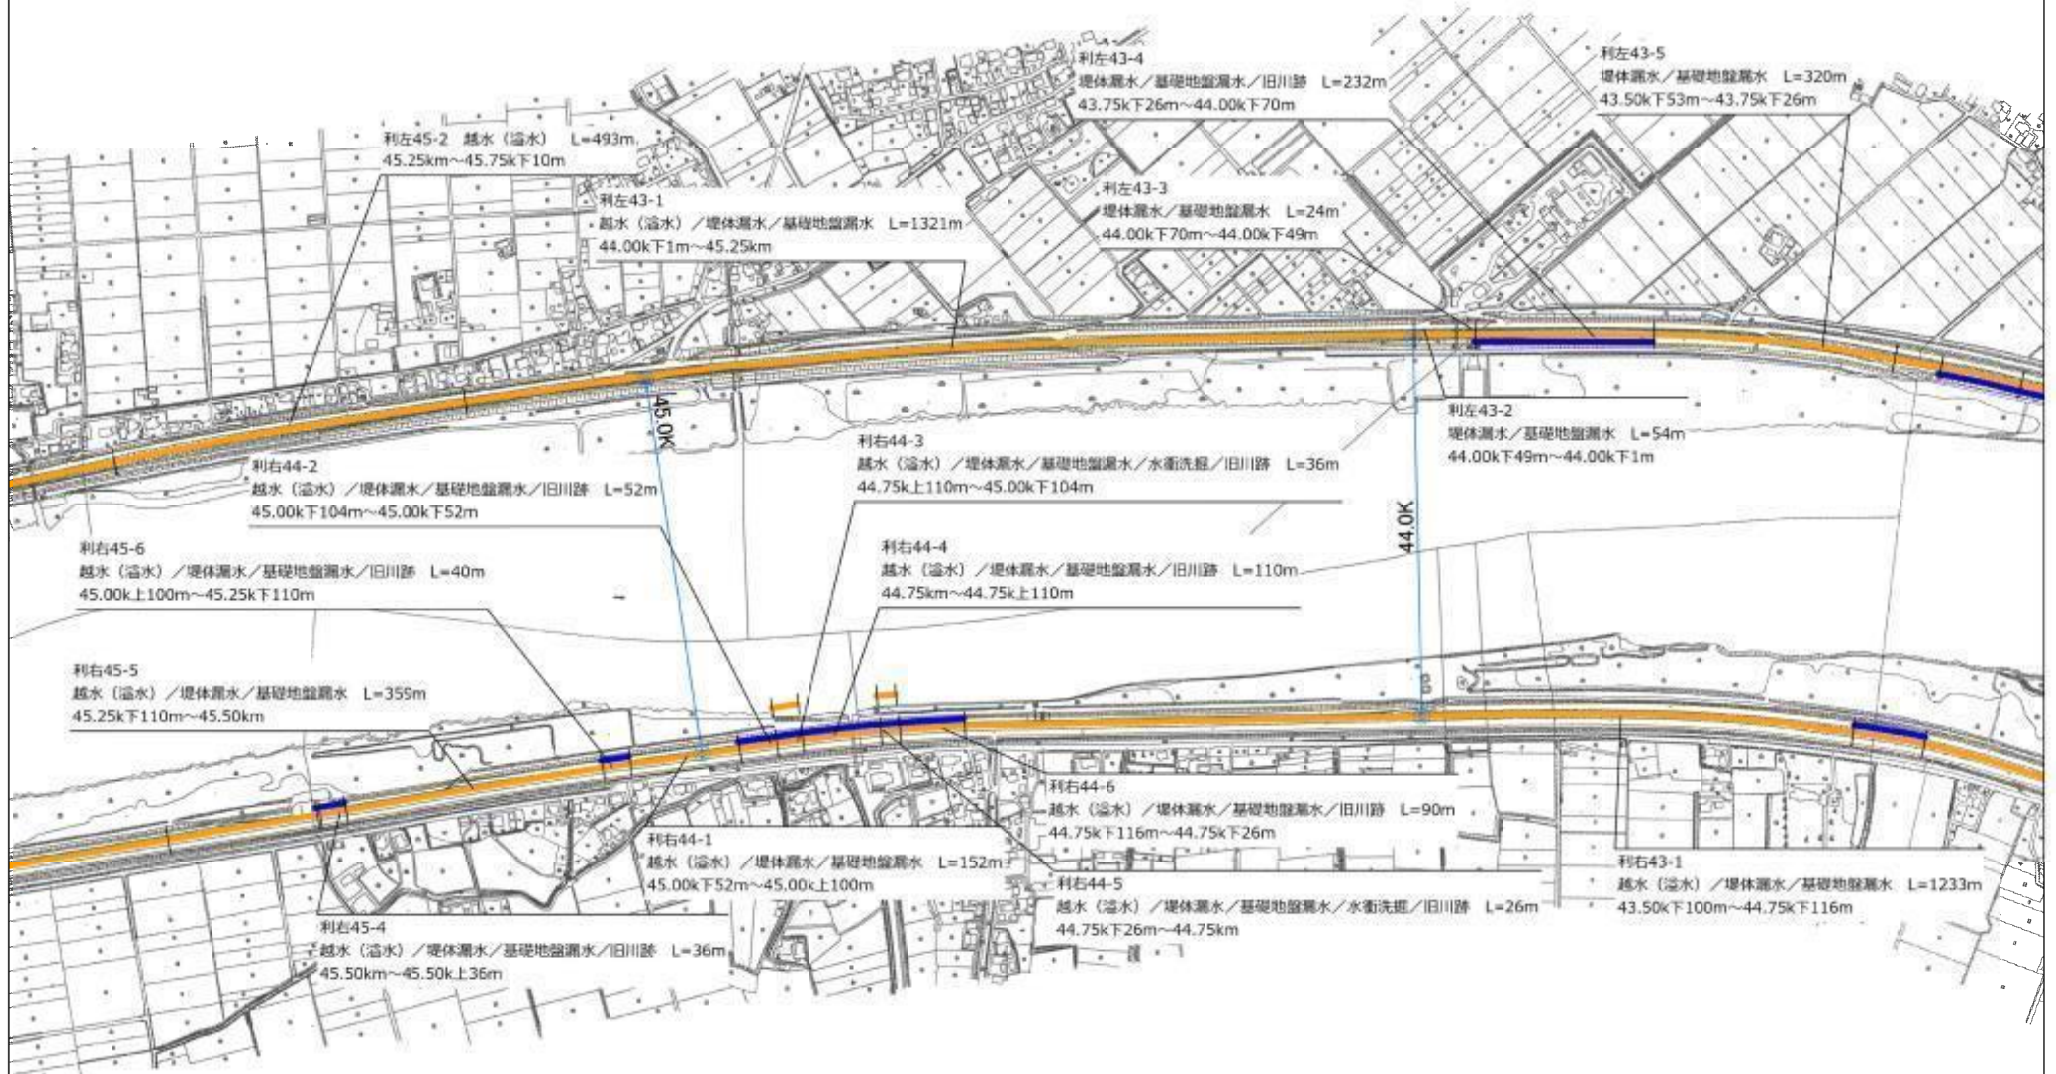 利左43-4
堤体漏水／基礎地盤漏水／旧川跡　L=232m
43.75k下26m～44.00k下70m
利左43-5
堤体漏水／基礎地盤漏水　L=320m
43.50k下53m～43.75k下26m
利左45-2　越水（溢水）　L=493m
45.25km～45.75k下10m
利左43-1
越水（溢水）／堤体漏水／基礎地盤漏水　L=1321m
44.00k下1m～45.25km
利左43-3
堤体漏水／基礎地盤漏水　L=24m
44.00k下70m～44.00k下49m
45.0K
利左43-2
堤体漏水／基礎地盤漏水　L=54m
44.00k下49m～44.00k下1m
利右44-3
越水（溢水）／堤体漏水／基礎地盤漏水／水衝洗掘／旧川跡　L=36m
44.75k上110m～45.00k下104m
利右44-2
越水（溢水）／堤体漏水／基礎地盤漏水／旧川跡　L=52m
45.00k下104m～45.00k下52m
44.0K
利右45-6
越水（溢水）／堤体漏水／基礎地盤漏水／旧川跡　L=40m
45.00k上100m～45.25k下110m
利右44-4
越水（溢水）／堤体漏水／基礎地盤漏水／旧川跡　L=110m
44.75km～44.75k上110m
利右45-5
越水（溢水）／堤体漏水／基礎地盤漏水　L=359m
45.25k下110m～45.50km
利右44-6
越水（溢水）／堤体漏水／基礎地盤漏水／旧川跡　L=90m
44.75k下116m～44.75k下26m
利右44-1
越水（溢水）／堤体漏水／基礎地盤漏水　L=152m
45.00k下52m～45.00k上100m
利右43-1
越水（溢水）／堤体漏水／基礎地盤漏水　L=1233m
43.50k下100m～44.75k下116m
利右44-5
越水（溢水）／堤体漏水／基礎地盤漏水／水衝洗掘／旧川跡　L=26m
44.75k下26m～44.75km
利右45-4
越水（溢水）／堤体漏水／基礎地盤漏水／旧川跡　L=36m
45.50km～45.50k上36m